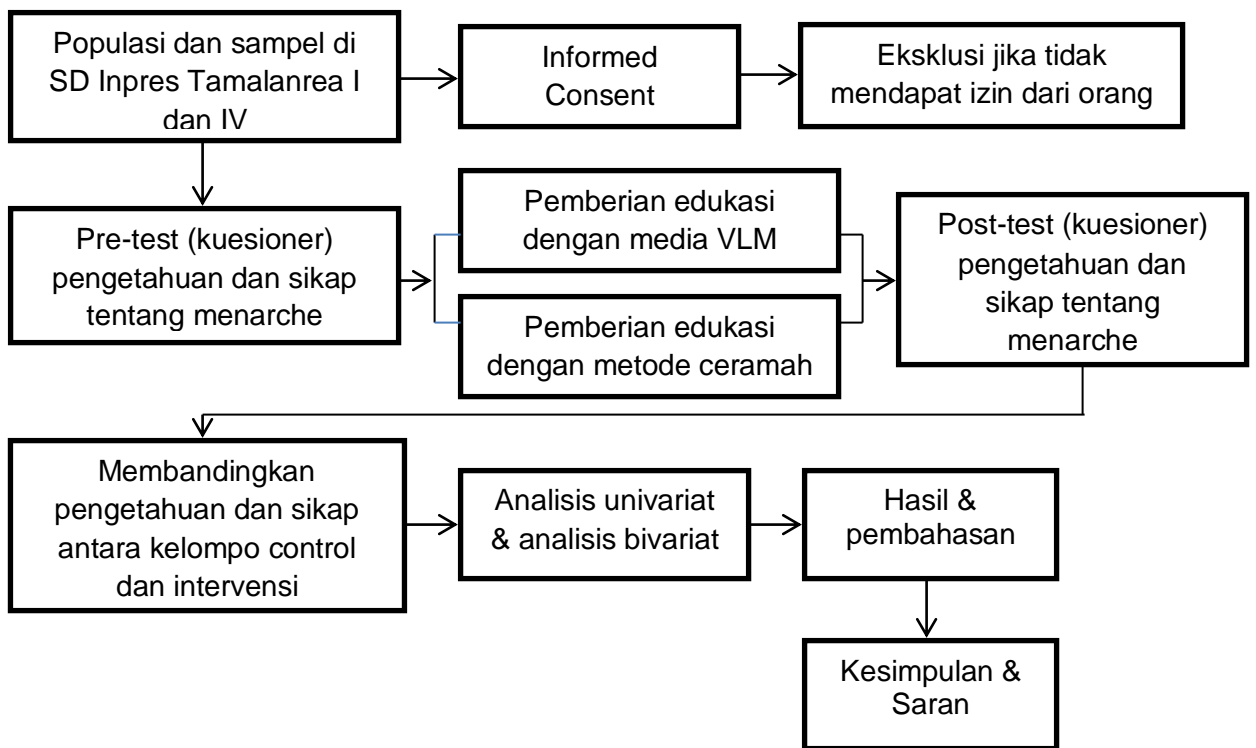 Populasi dan sampel di
SD Inpres Tamalanrea I
dan IV
Informed
Consent
Eksklusi jika tidak
mendapat izin dari orang
Pre-test (kuesioner)
pengetahuan dan sikap
tentang menarche
Pemberian edukasi
dengan media VLM
Pemberian edukasi
dengan metode ceramah
Post-test (kuesioner)
pengetahuan dan
sikap tentang
menarche
Membandingkan
pengetahuan dan sikap
antara kelompo control
dan intervensi
Analisis univariat
& analisis bivariat
Hasil &
pembahasan
Kesimpulan &
Saran